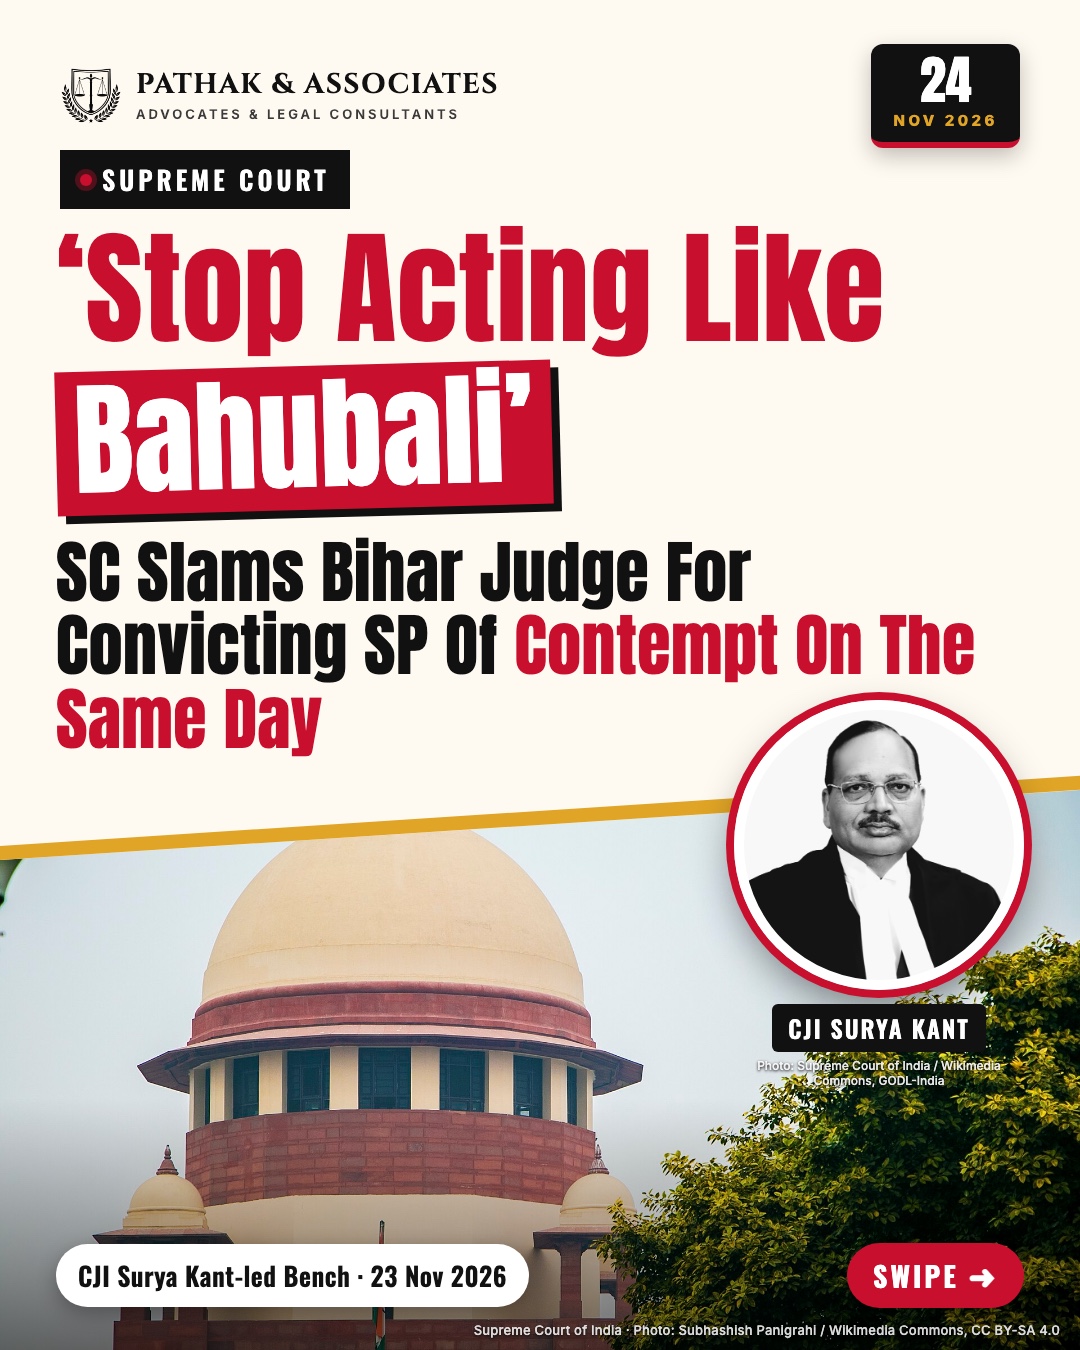 PATHAK & ASSOCIATES
ADVOCATES & LEGAL CONSULTANTS
24
NOV 2026
SUPREME COURT
‘Stop Acting Like
Bahubali’
SC Slams Bihar Judge For
Convicting SP Of Contempt On The
Same Day
CJI SURYA KANT
Photo: Supreme Court of India / Wikimedia
Commons, GODL-India
CJI Surya Kant-led Bench · 23 Nov 2026
SWIPE ➜
Supreme Court of India · Photo: Subhashish Panigrahi / Wikimedia Commons, CC BY-SA 4.0